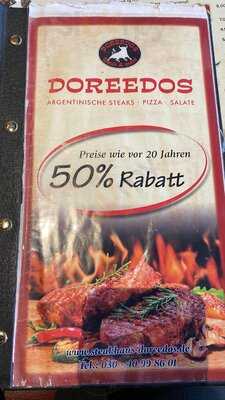 DOREEDOS
DOREEDOS
ARGENTINISCHE STEAKS · PIZZA · SALATE
Preise wie vor 20 Jahren
50% Rabatt
www.steakhaus-doreedos.de
Tel.: 030 - 40 99 86 01